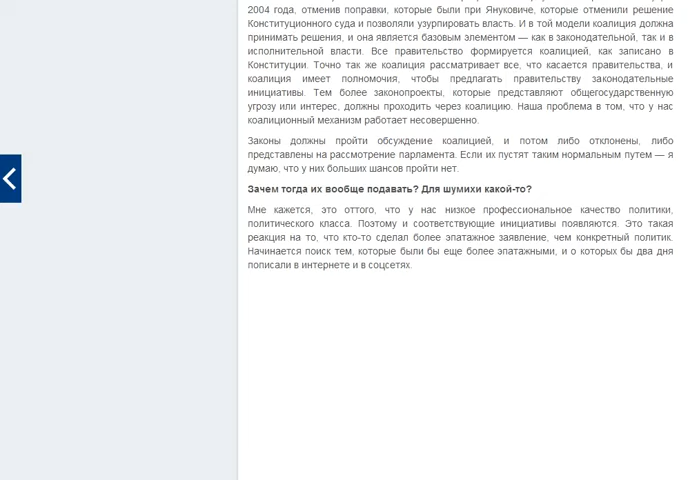 2004 года, отменив поправки, которые были при Януковиче, которые отменили решение
Конституционного суда и позволяли узурпировать власть. И в той модели коалиция должна
принимать решения, и она является базовым элементом — как в законодательной, так и в
исполнительной власти. Все правительство формируется коалицией, как записано в
Конституции. Точно так же коалиция рассматривает все, что касается правительства, и
коалиция имеет полномочия, чтобы предлагать правительству законодательные
инициативы. Тем более законопроекты, которые представляют общегосударственную
угрозу или интерес, должны проходить через коалицию. Наша проблема в том, что у нас
коалиционный механизм работает несовершенно.
Законы должны пройти обсуждение коалицией, и потом либо отклонены, либо
представлены на рассмотрение парламента. Если их пустят таким нормальным путем — я
думаю, что у них больших шансов пройти нет.
Зачем тогда их вообще подавать? Для шумихи какой-то?
Мне кажется, это оттого, что у нас низкое профессиональное качество политики,
политического класса. Поэтому и соответствующие инициативы появляются. Это такая
реакция на то, что кто-то сделал более эпатажное заявление, чем конкретный политик.
Начинается поиск тем, которые были бы еще более эпатажными, и о которых бы два дня
пописали в интернете и в соцсетях.